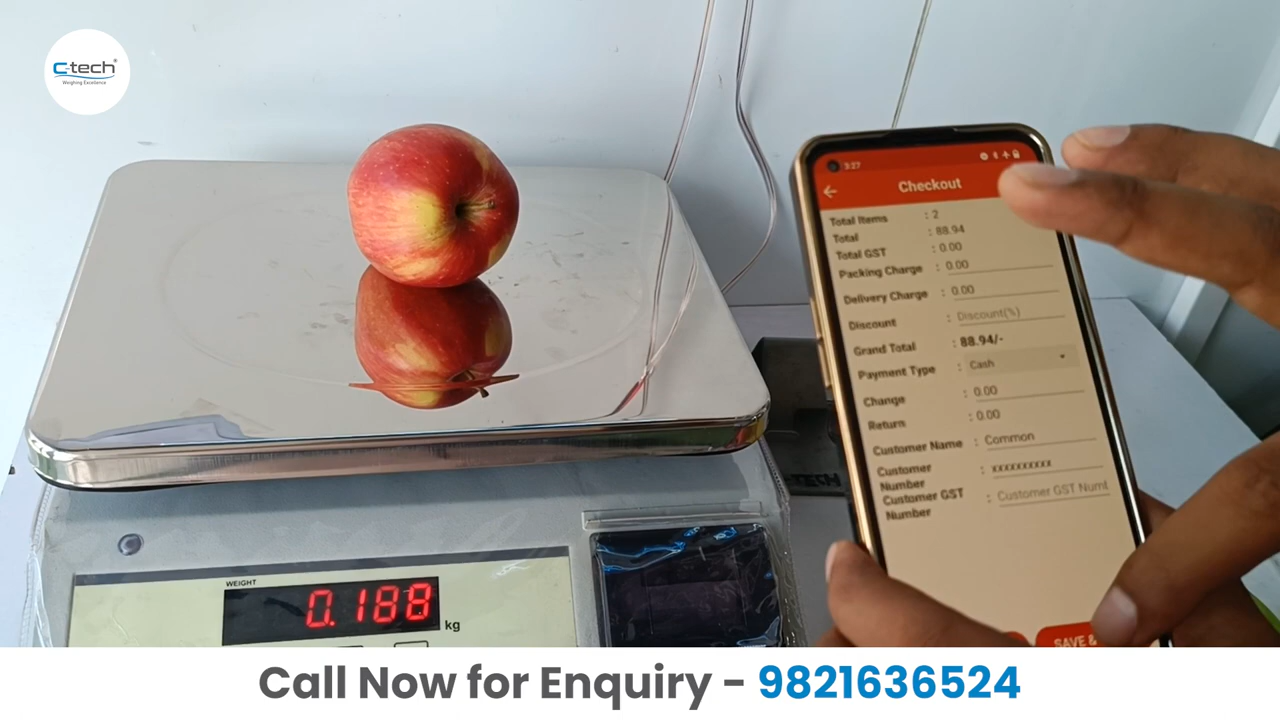 C-tech®
Weighing Excellence
3:27
Checkout
Total Items : 2
Total : 88.94
Total GST : 0.00
Packing Charge : 0.00
Delivery Charge : 0.00
Discount : Discount(%)
Grand Total : 88.94/-
Payment Type : Cash
Change : 0.00
Return : 0.00
Customer Name : Common
Customer Number : xxxxxxxxxx
Customer GST Number : Customer GST Numt
SAVE &
WEIGHT
0.188 kg
Call Now for Enquiry - 9821636524